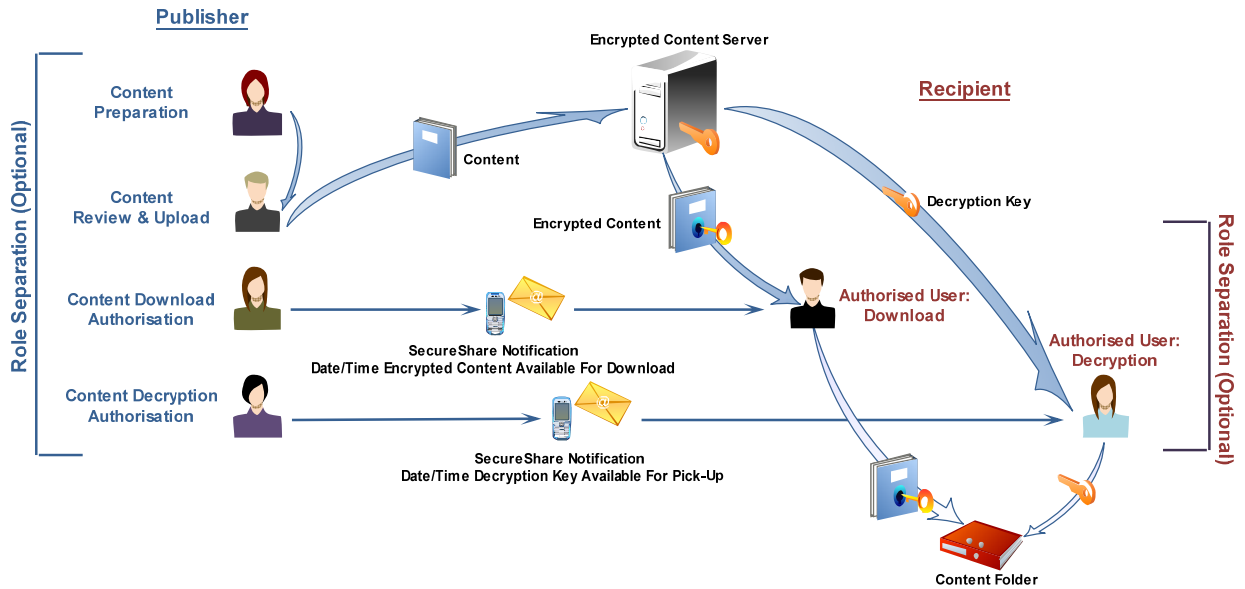 Publisher
Encrypted Content Server
Recipient
Role Separation (Optional)
Content
Preparation
Content
Content
Review & Upload
Encrypted Content
Decryption Key
Role Separation (Optional)
Content Download
Authorisation
@
SecureShare Notification
Date/Time Encrypted Content Available For Download
Authorised User:
Download
Authorised User:
Decryption
Content Decryption
Authorisation
@
SecureShare Notification
Date/Time Decryption Key Available For Pick-Up
Content Folder